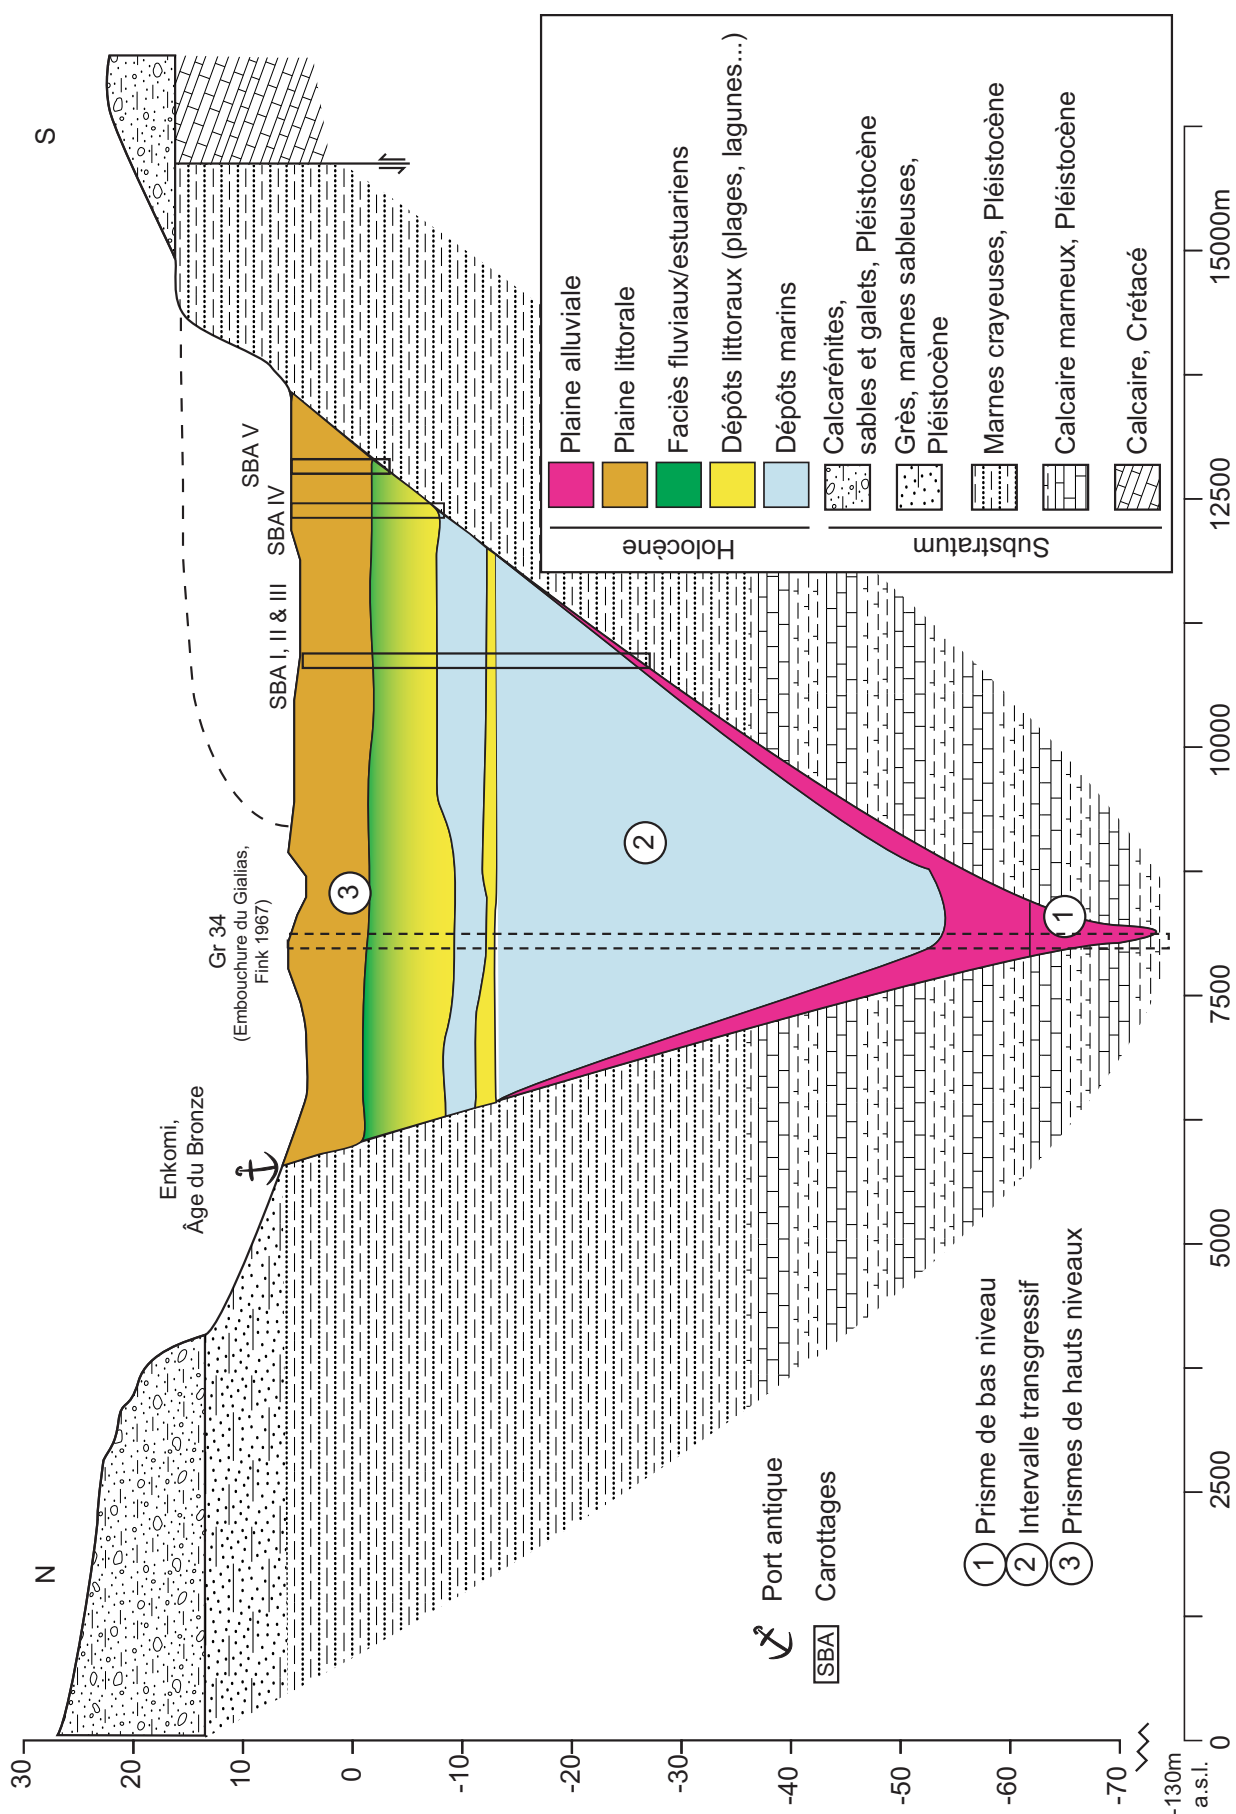 N
S
Enkomi,
Âge du Bronze
Gr 34
(Embouchure du Gialias,
Fink 1967)
SBA I, II & III
SBA IV
SBA V
30
20
10
0
-10
-20
-30
-40
-50
-60
-70
-130m
a.s.l.
0
2500
5000
7500
10000
12500
15000m
1
2
3
Port antique
SBA
Carottages
1
Prisme de bas niveau
2
Intervalle transgressif
3
Prismes de hauts niveaux
Holocène
Plaine alluviale
Plaine littorale
Faciès fluviaux/estuariens
Dépôts littoraux (plages, lagunes...)
Dépôts marins
Substratum
Calcarénites,
sables et galets, Pléistocène
Grès, marnes sableuses,
Pléistocène
Marnes crayeuses, Pléistocène
Calcaire marneux, Pléistocène
Calcaire, Crétacé